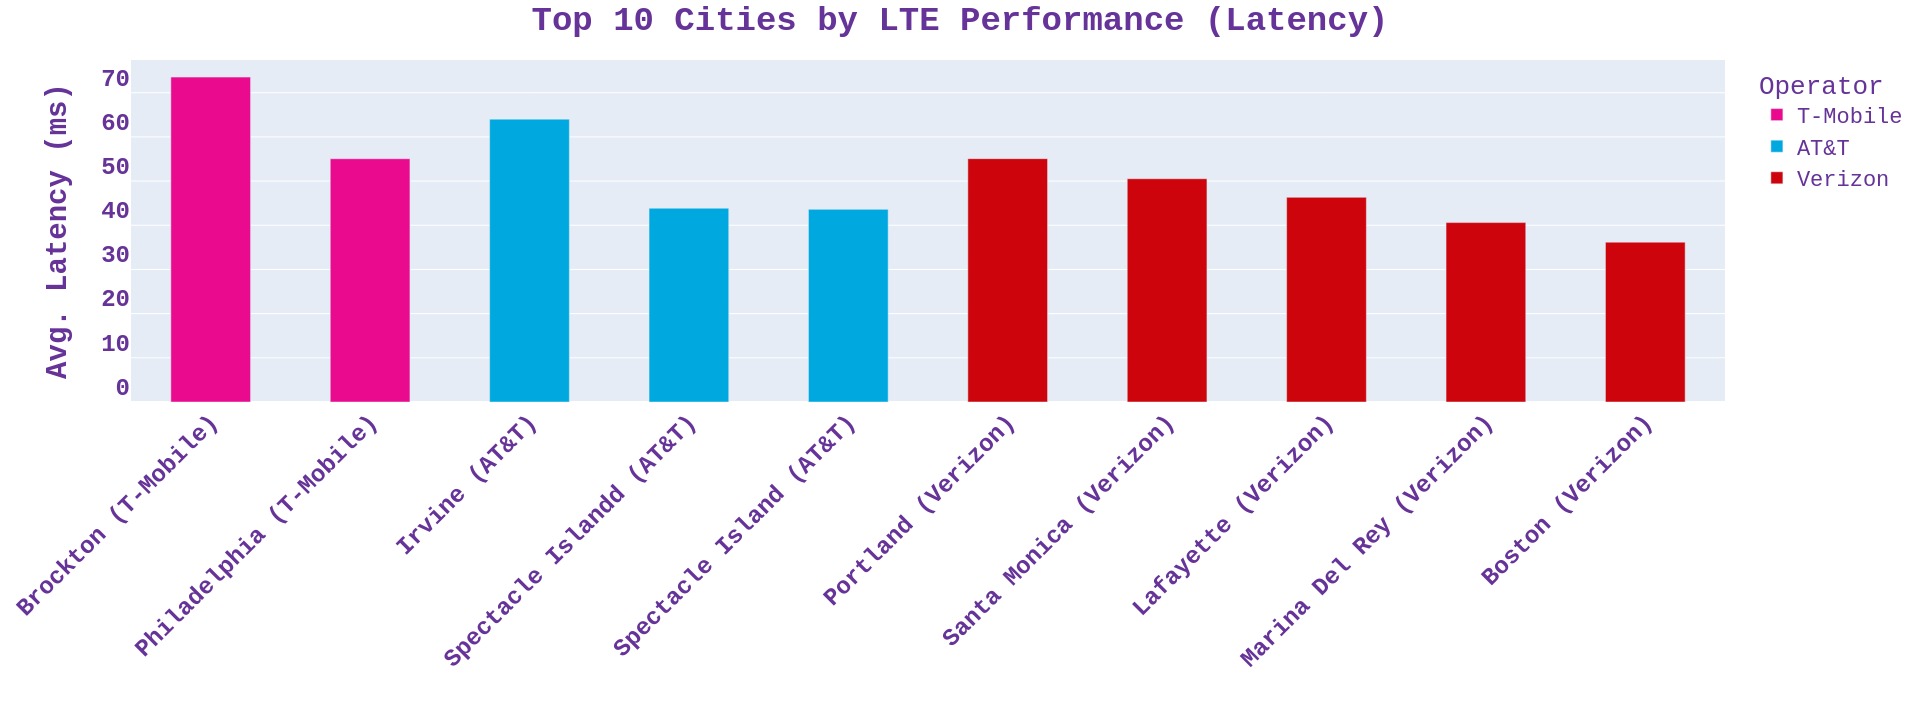 Top 10 Cities by LTE Performance (Latency)
Avg. Latency (ms)
70
60
50
40
30
20
10
0
Brockton (T-Mobile)
Philadelphia (T-Mobile)
Irvine (AT&T)
Spectacle Islandd (AT&T)
Spectacle Island (AT&T)
Portland (Verizon)
Santa Monica (Verizon)
Lafayette (Verizon)
Marina Del Rey (Verizon)
Boston (Verizon)
Operator
T-Mobile
AT&T
Verizon